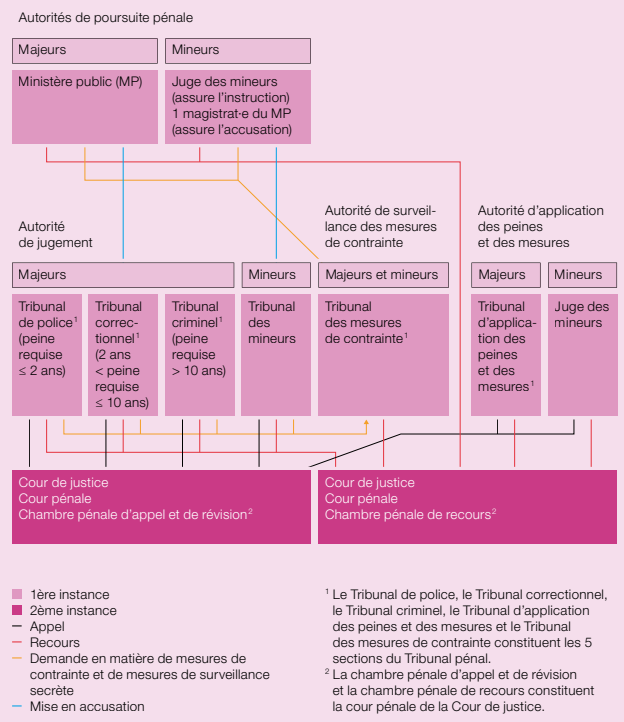 Autorités de poursuite pénale
Majeurs
Mineurs
Ministère public (MP)
Juge des mineurs
(assure l'instruction)
1 magistrat·e du MP
(assure l'accusation)
Autorité
de jugement
Autorité de surveil-
lance des mesures
de contrainte
Autorité d'application
des peines
et des mesures
Majeurs
Mineurs
Majeurs et mineurs
Majeurs
Mineurs
Tribunal
de police¹
(peine
requise
≤ 2 ans)
Tribunal
correc-
tionnel¹
(2 ans
< peine
requise
≤ 10 ans)
Tribunal
criminel¹
(peine
requise
> 10 ans)
Tribunal
des
mineurs
Tribunal
des mesures
de contrainte¹
Tribunal
d'applica-
tion des
peines
et des
mesures¹
Juge des
mineurs
Cour de justice
Cour pénale
Chambre pénale d'appel et de révision²
Cour de justice
Cour pénale
Chambre pénale de recours²
1ère instance
2ème instance
Appel
Recours
Demande en matière de mesures de
contrainte et de mesures de surveillance
secrète
Mise en accusation
¹ Le Tribunal de police, le Tribunal correctionnel,
le Tribunal criminel, le Tribunal d'application
des peines et des mesures et le Tribunal
des mesures de contrainte constituent les 5
sections du Tribunal pénal.
² La chambre pénale d'appel et de révision
et la chambre pénale de recours constituent
la cour pénale de la Cour de justice.